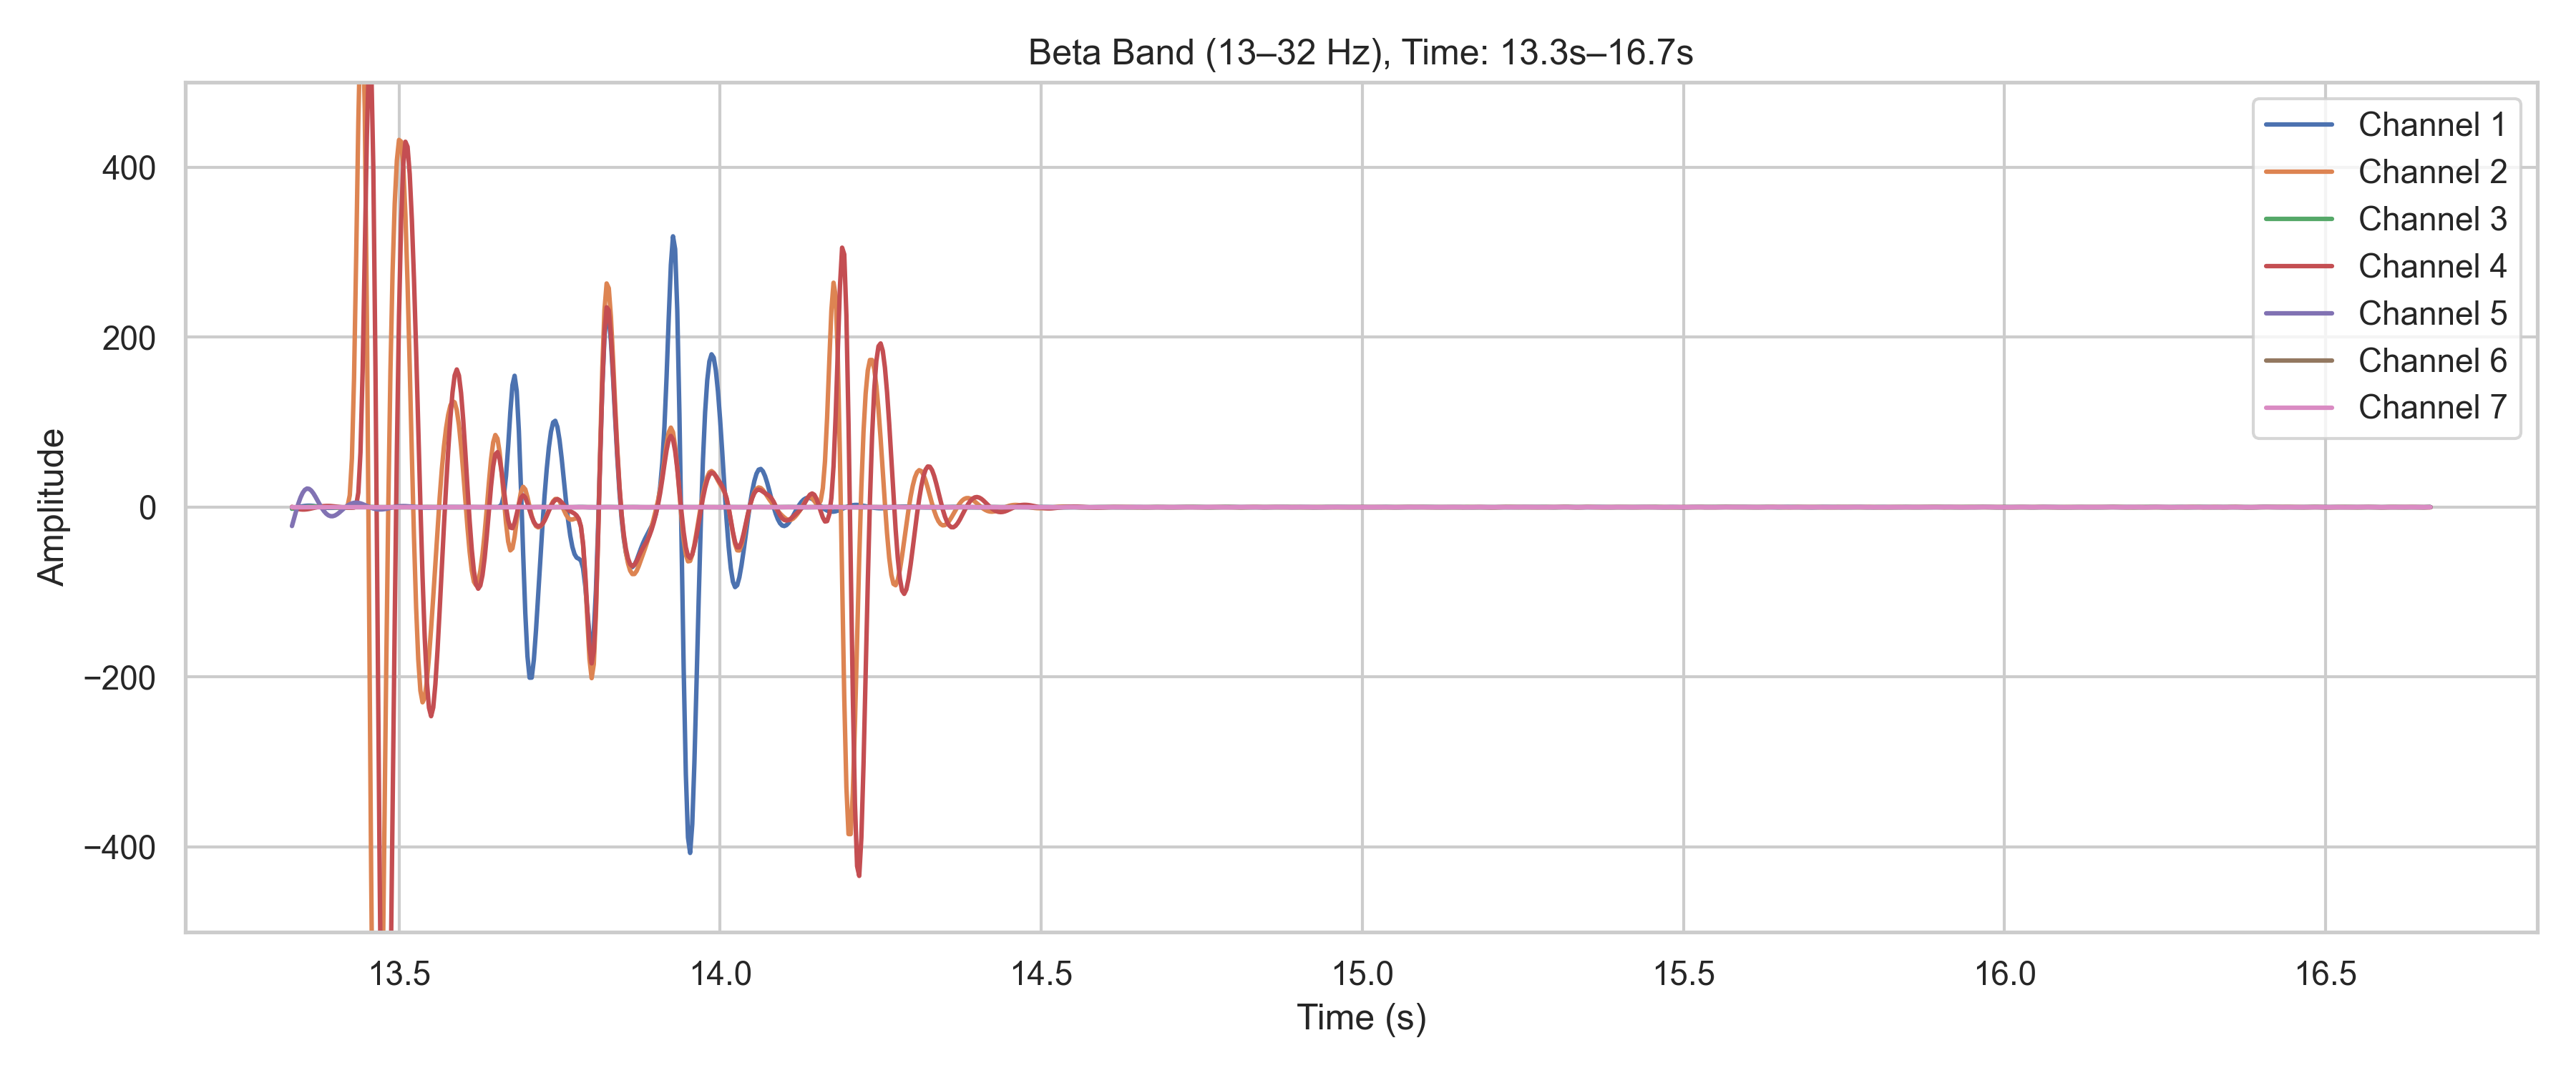 Beta Band (13–32 Hz), Time: 13.3s–16.7s
Channel 1
Channel 2
Channel 3
Channel 4
Channel 5
Channel 6
Channel 7
Amplitude
400
200
0
−200
−400
13.5 14.0 14.5 15.0 15.5 16.0 16.5
Time (s)